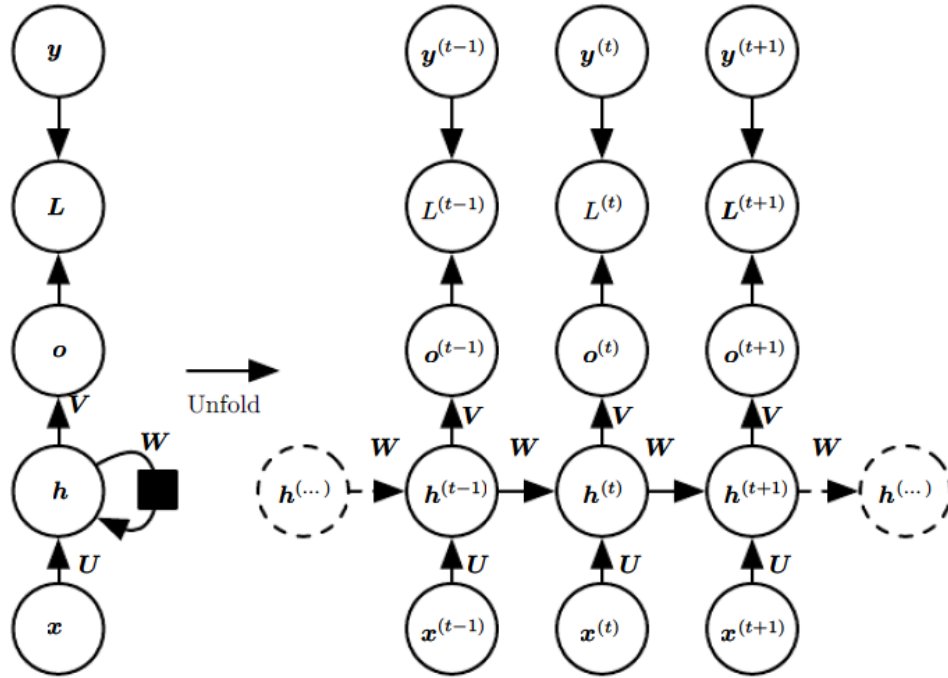 y
y^(t−1) y^(t) y^(t+1)
L
L^(t−1) L^(t) L^(t+1)
o
o^(t−1) o^(t) o^(t+1)
Unfold
V
V V V
W
W W W W
h
h^(...) h^(t−1) h^(t) h^(t+1) h^(...)
U
U U U
x
x^(t−1) x^(t) x^(t+1)